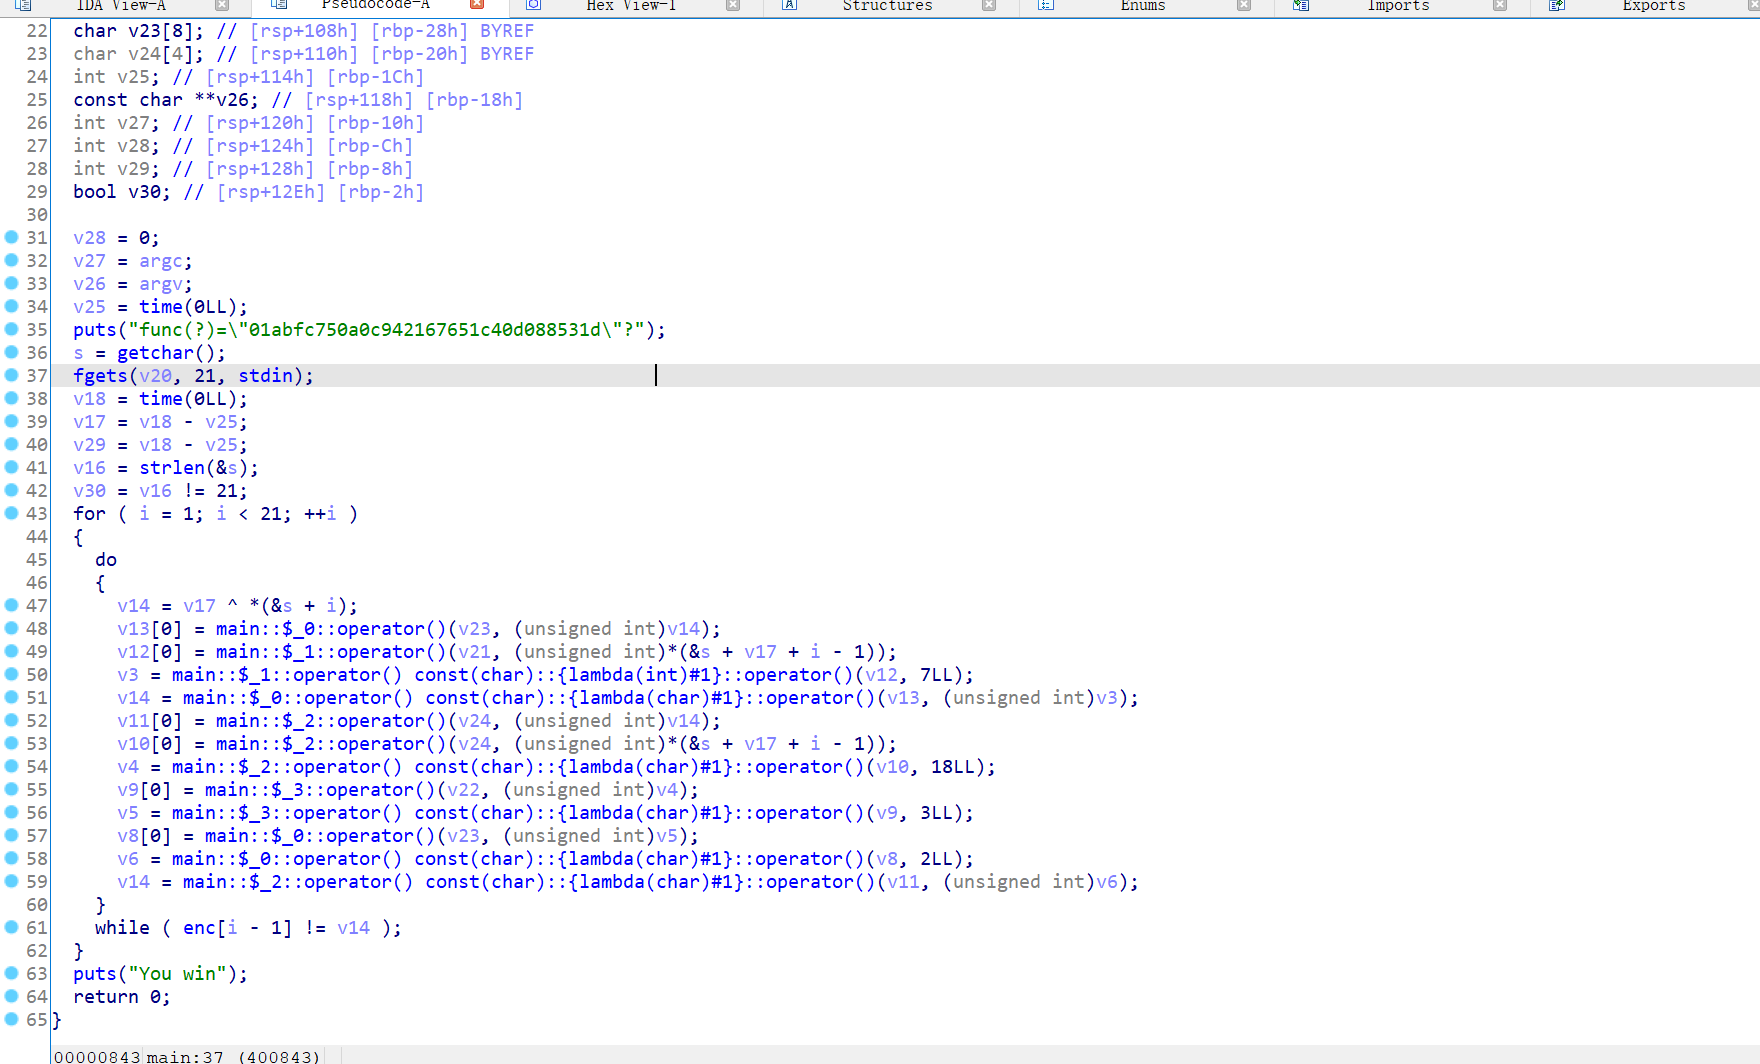 IDA View-A Pseudocode-A Hex View-1 Structures Enums Imports Exports
22 char v23[8]; // [rsp+108h] [rbp-28h] BYREF
23 char v24[4]; // [rsp+110h] [rbp-20h] BYREF
24 int v25; // [rsp+114h] [rbp-1Ch]
25 const char **v26; // [rsp+118h] [rbp-18h]
26 int v27; // [rsp+120h] [rbp-10h]
27 int v28; // [rsp+124h] [rbp-Ch]
28 int v29; // [rsp+128h] [rbp-8h]
29 bool v30; // [rsp+12Eh] [rbp-2h]
30
31 v28 = 0;
32 v27 = argc;
33 v26 = argv;
34 v25 = time(0LL);
35 puts("func(?)=\"01abfc750a0c942167651c40d088531d\"?");
36 s = getchar();
37 fgets(v20, 21, stdin);
38 v18 = time(0LL);
39 v17 = v18 - v25;
40 v29 = v18 - v25;
41 v16 = strlen(&s);
42 v30 = v16 != 21;
43 for ( i = 1; i < 21; ++i )
44 {
45 do
46 {
47 v14 = v17 ^ *(&s + i);
48 v13[0] = main::$_0::operator()(v23, (unsigned int)v14);
49 v12[0] = main::$_1::operator()(v21, (unsigned int)*(&s + v17 + i - 1));
50 v3 = main::$_1::operator() const(char)::{lambda(int)#1}::operator()(v12, 7LL);
51 v14 = main::$_0::operator() const(char)::{lambda(char)#1}::operator()(v13, (unsigned int)v3);
52 v11[0] = main::$_2::operator()(v24, (unsigned int)v14);
53 v10[0] = main::$_2::operator()(v24, (unsigned int)*(&s + v17 + i - 1));
54 v4 = main::$_2::operator() const(char)::{lambda(char)#1}::operator()(v10, 18LL);
55 v9[0] = main::$_3::operator()(v22, (unsigned int)v4);
56 v5 = main::$_3::operator() const(char)::{lambda(char)#1}::operator()(v9, 3LL);
57 v8[0] = main::$_0::operator()(v23, (unsigned int)v5);
58 v6 = main::$_0::operator() const(char)::{lambda(char)#1}::operator()(v8, 2LL);
59 v14 = main::$_2::operator() const(char)::{lambda(char)#1}::operator()(v11, (unsigned int)v6);
60 }
61 while ( enc[i - 1] != v14 );
62 }
63 puts("You win");
64 return 0;
65 }
00000843 main:37 (400843)